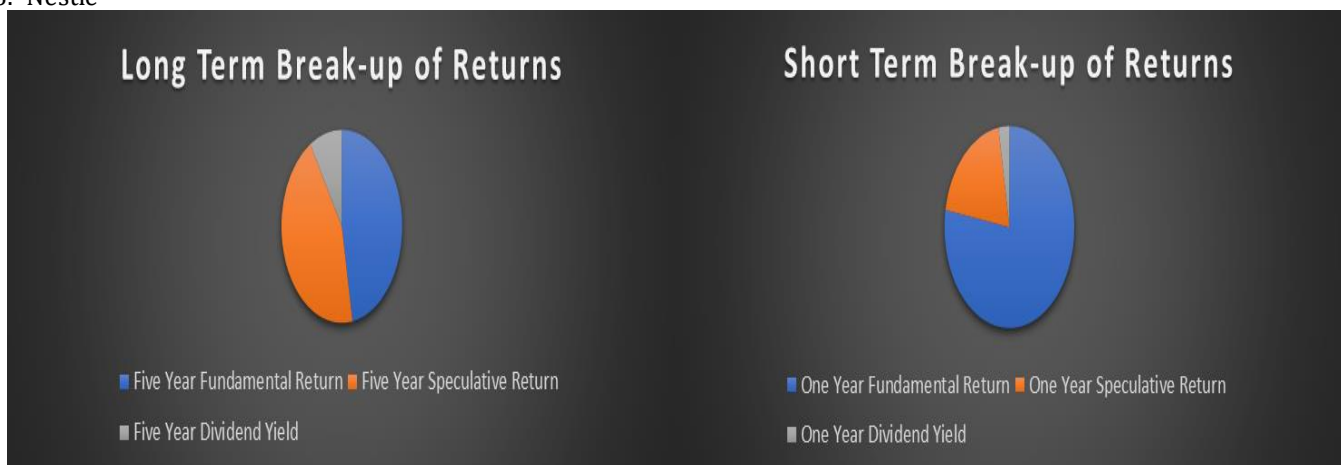 Nestle
Long Term Break-up of Returns
Five Year Fundamental Return Five Year Speculative Return
Five Year Dividend Yield
Short Term Break-up of Returns
One Year Fundamental Return One Year Speculative Return
One Year Dividend Yield